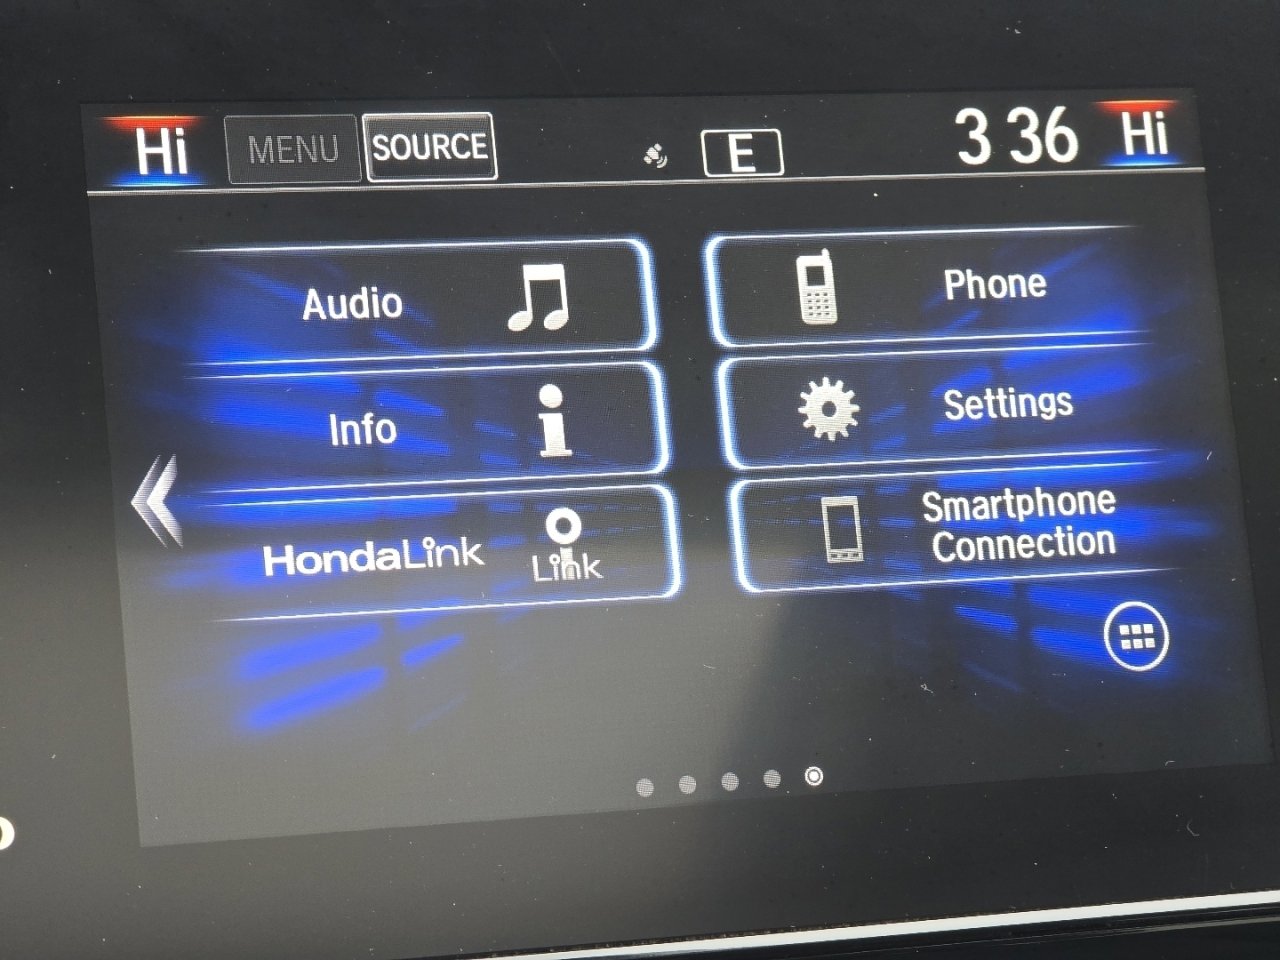 Hi MENU SOURCE E 3 36 Hi
Audio
Phone
Info
Settings
HondaLink
Link
Smartphone
Connection